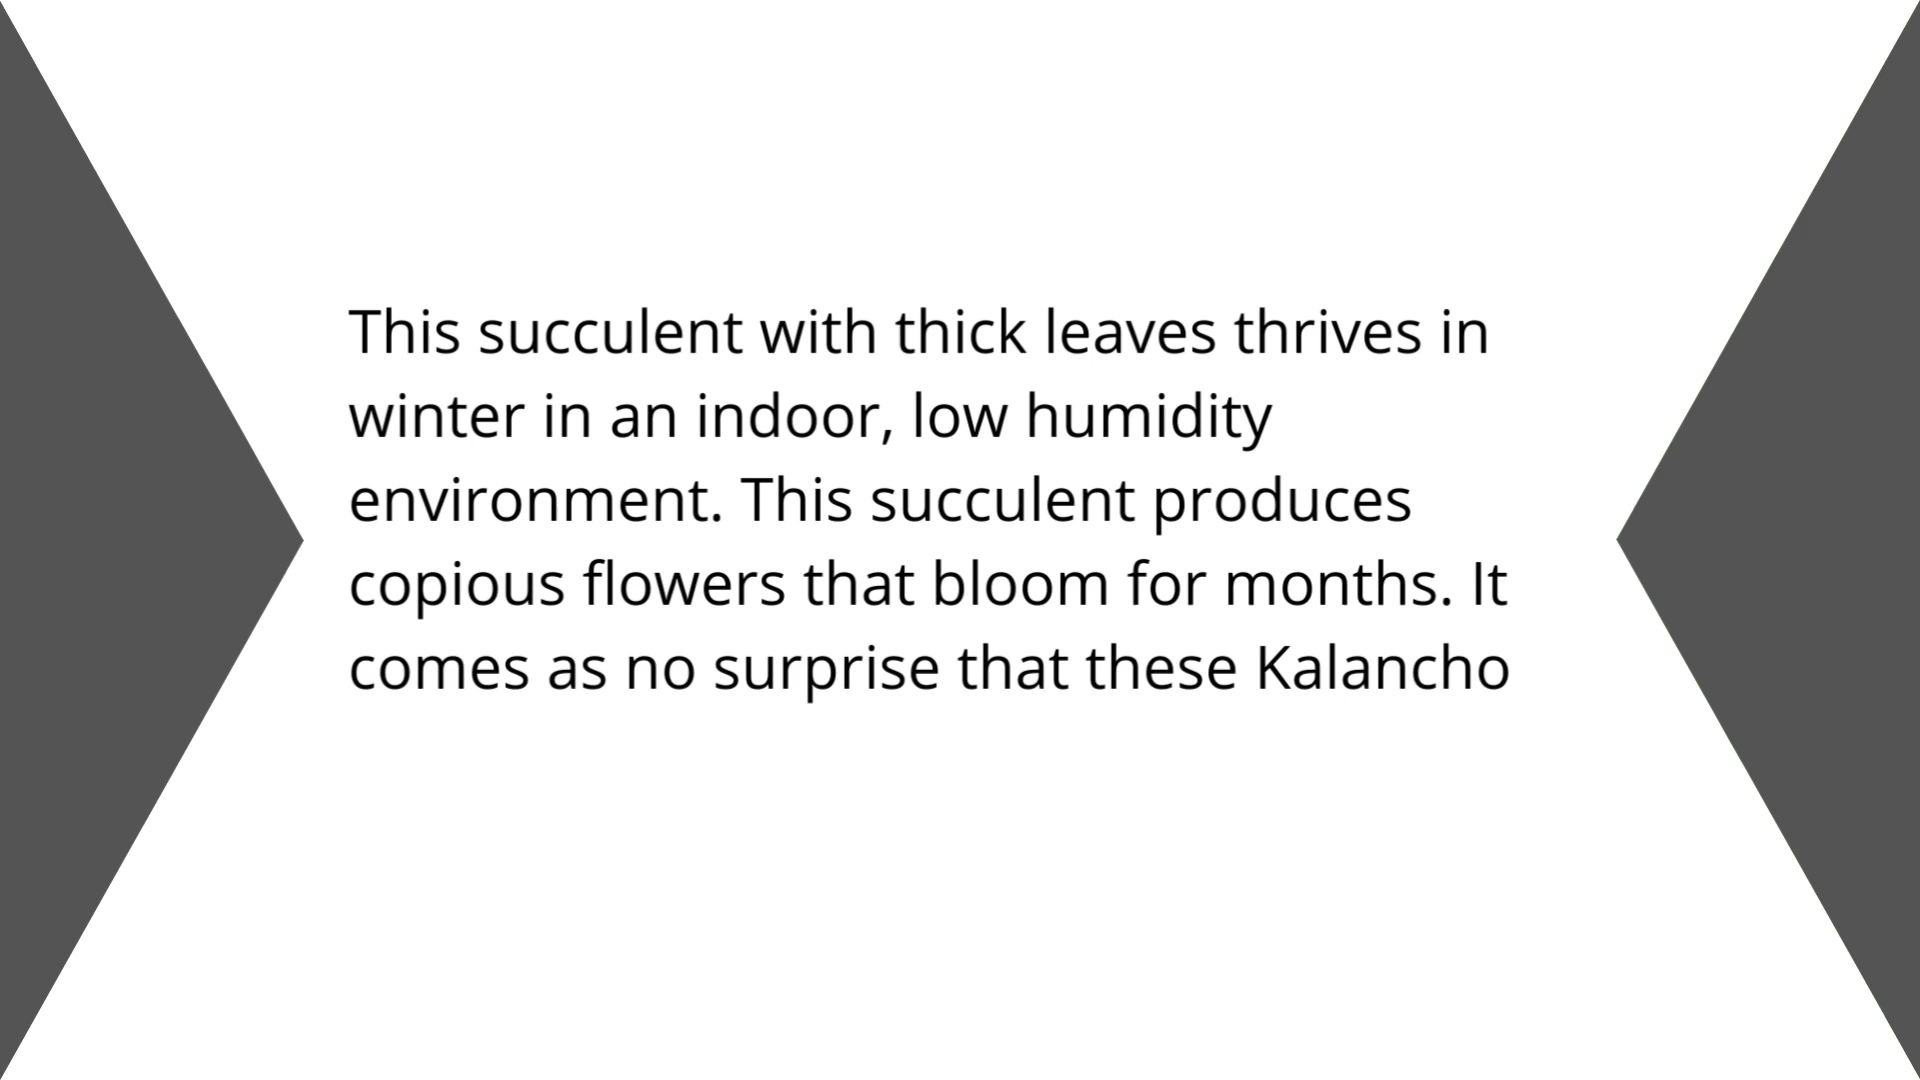 This succulent with thick leaves thrives in
winter in an indoor, low humidity
environment. This succulent produces
copious flowers that bloom for months. It
comes as no surprise that these Kalancho